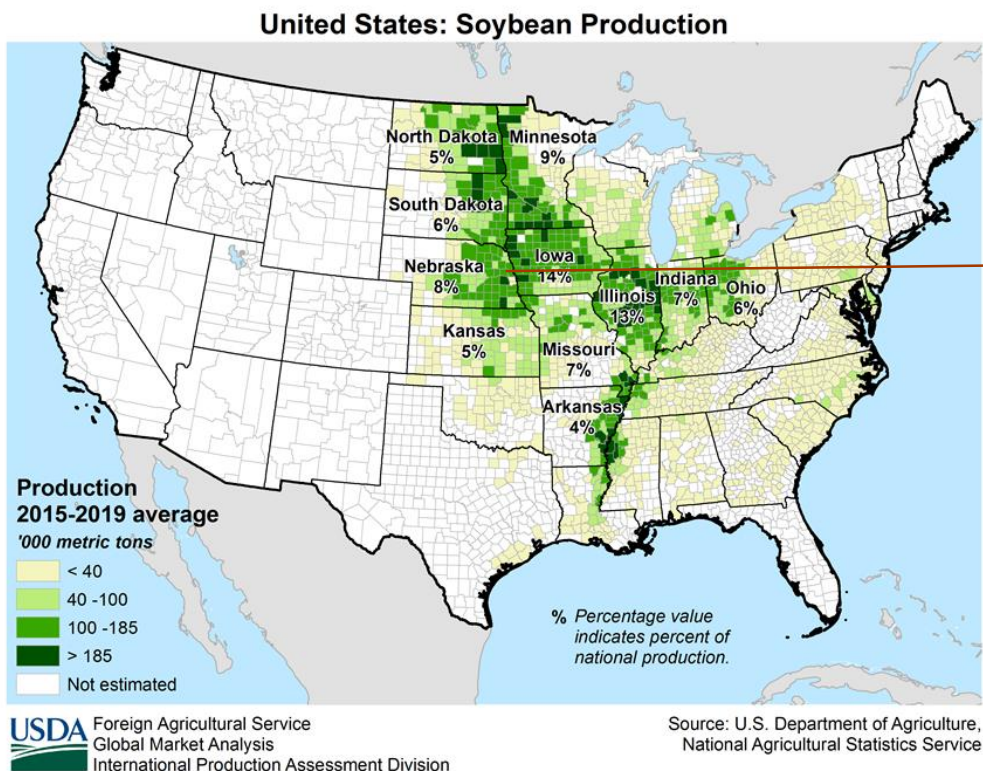 United States: Soybean Production
North Dakota
5%
Minnesota
9%
South Dakota
6%
Nebraska
8%
Iowa
14%
Illinois
13%
Indiana
7%
Ohio
6%
Kansas
5%
Missouri
7%
Arkansas
4%
Production
2015-2019 average
'000 metric tons
< 40
40 -100
100 -185
> 185
Not estimated
% Percentage value
indicates percent of
national production.
USDA
Foreign Agricultural Service
Global Market Analysis
International Production Assessment Division
Source: U.S. Department of Agriculture,
National Agricultural Statistics Service